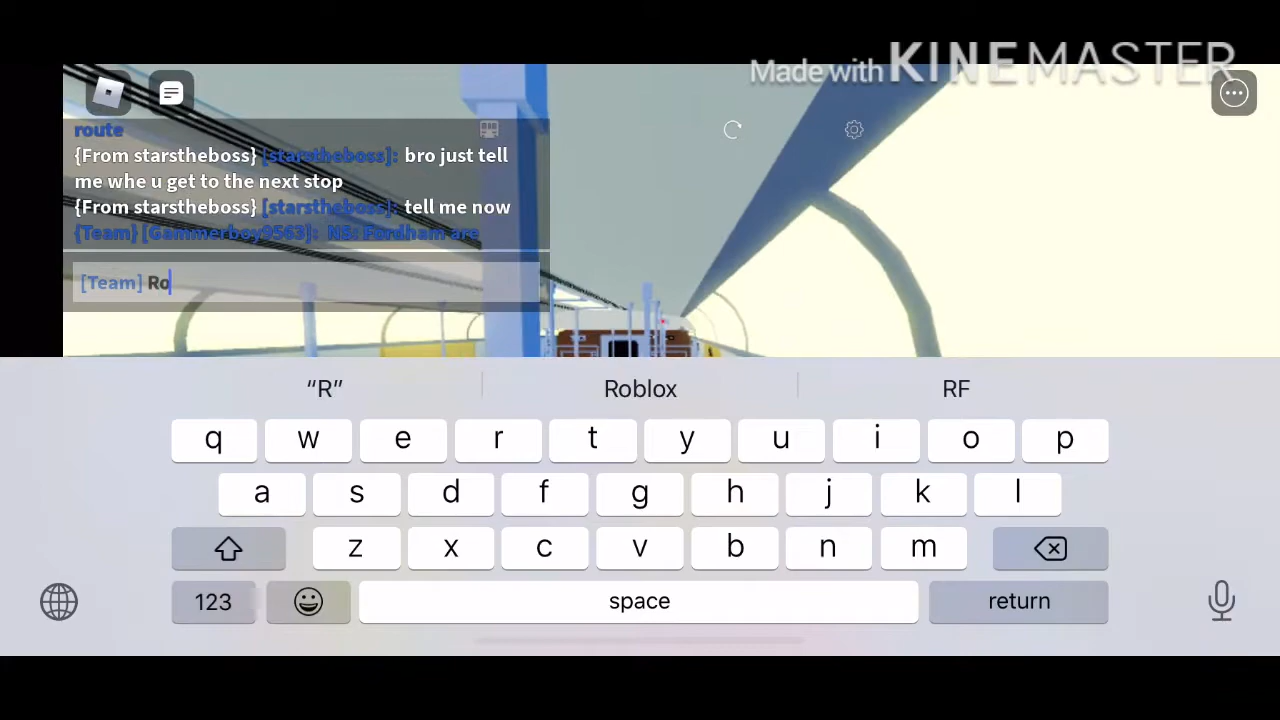 Made with KINEMASTER
route
{From starstheboss} [starstheboss]: bro just tell
me whe u get to the next stop
{From starstheboss} [starstheboss]: tell me now
{Team} [Gammerboy9563]: NS: Fordham are
[Team] Ro
“R” Roblox RF
q w e r t y u i o p
a s d f g h j k l
z x c v b n m
123 space return